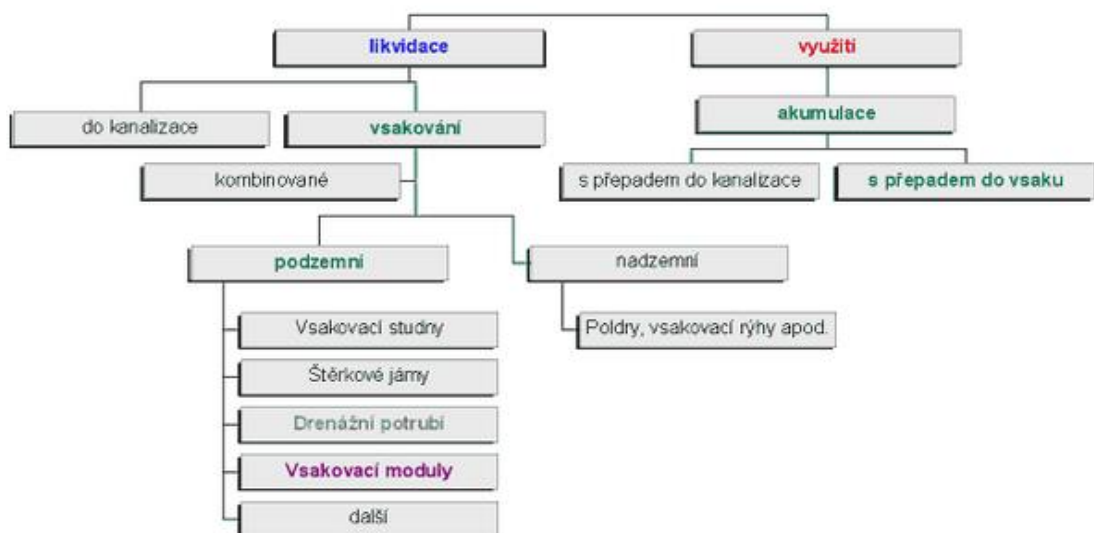 likvidace
využití
do kanalizace
vsakování
akumulace
kombinované
s přepadem do kanalizace
s přepadem do vsaku
podzemní
nadzemní
Vsakovací studny
Poldry, vsakovací rýhy apod.
Štěrkové jámy
Drenážní potrubí
Vsakovací moduly
další